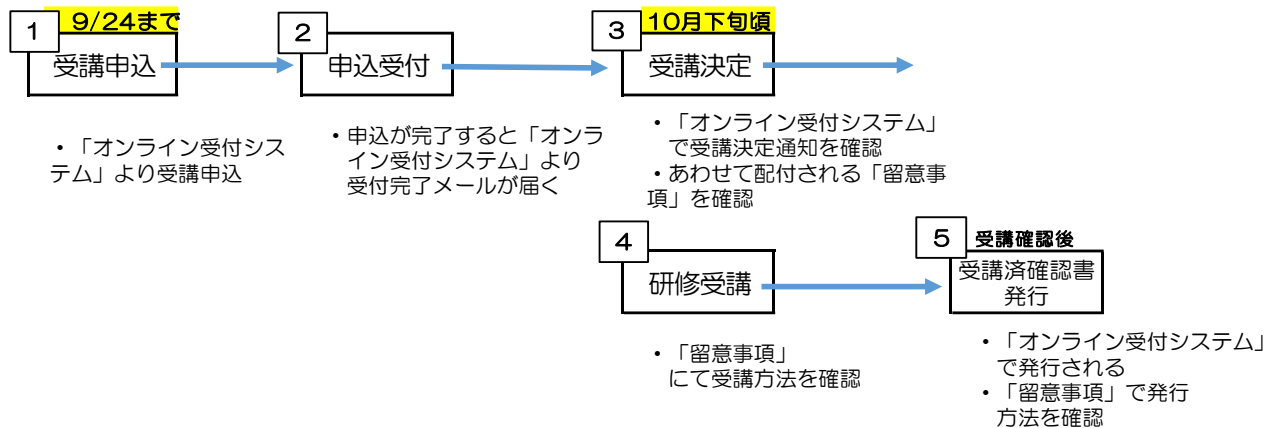 1
9/24まで
受講申込
・「オンライン受付シス
テム」より受講申込
2
申込受付
・申込が完了すると「オンラ
イン受付システム」より
受付完了メールが届く
3
10月下旬頃
受講決定
・「オンライン受付システム」
で受講決定通知を確認
・あわせて配付される「留意事
項」を確認
4
研修受講
・「留意事項」
にて受講方法を確認
5
受講確認後
受講済確認書
発行
・「オンライン受付システム」
で発行される
・「留意事項」で発行
方法を確認